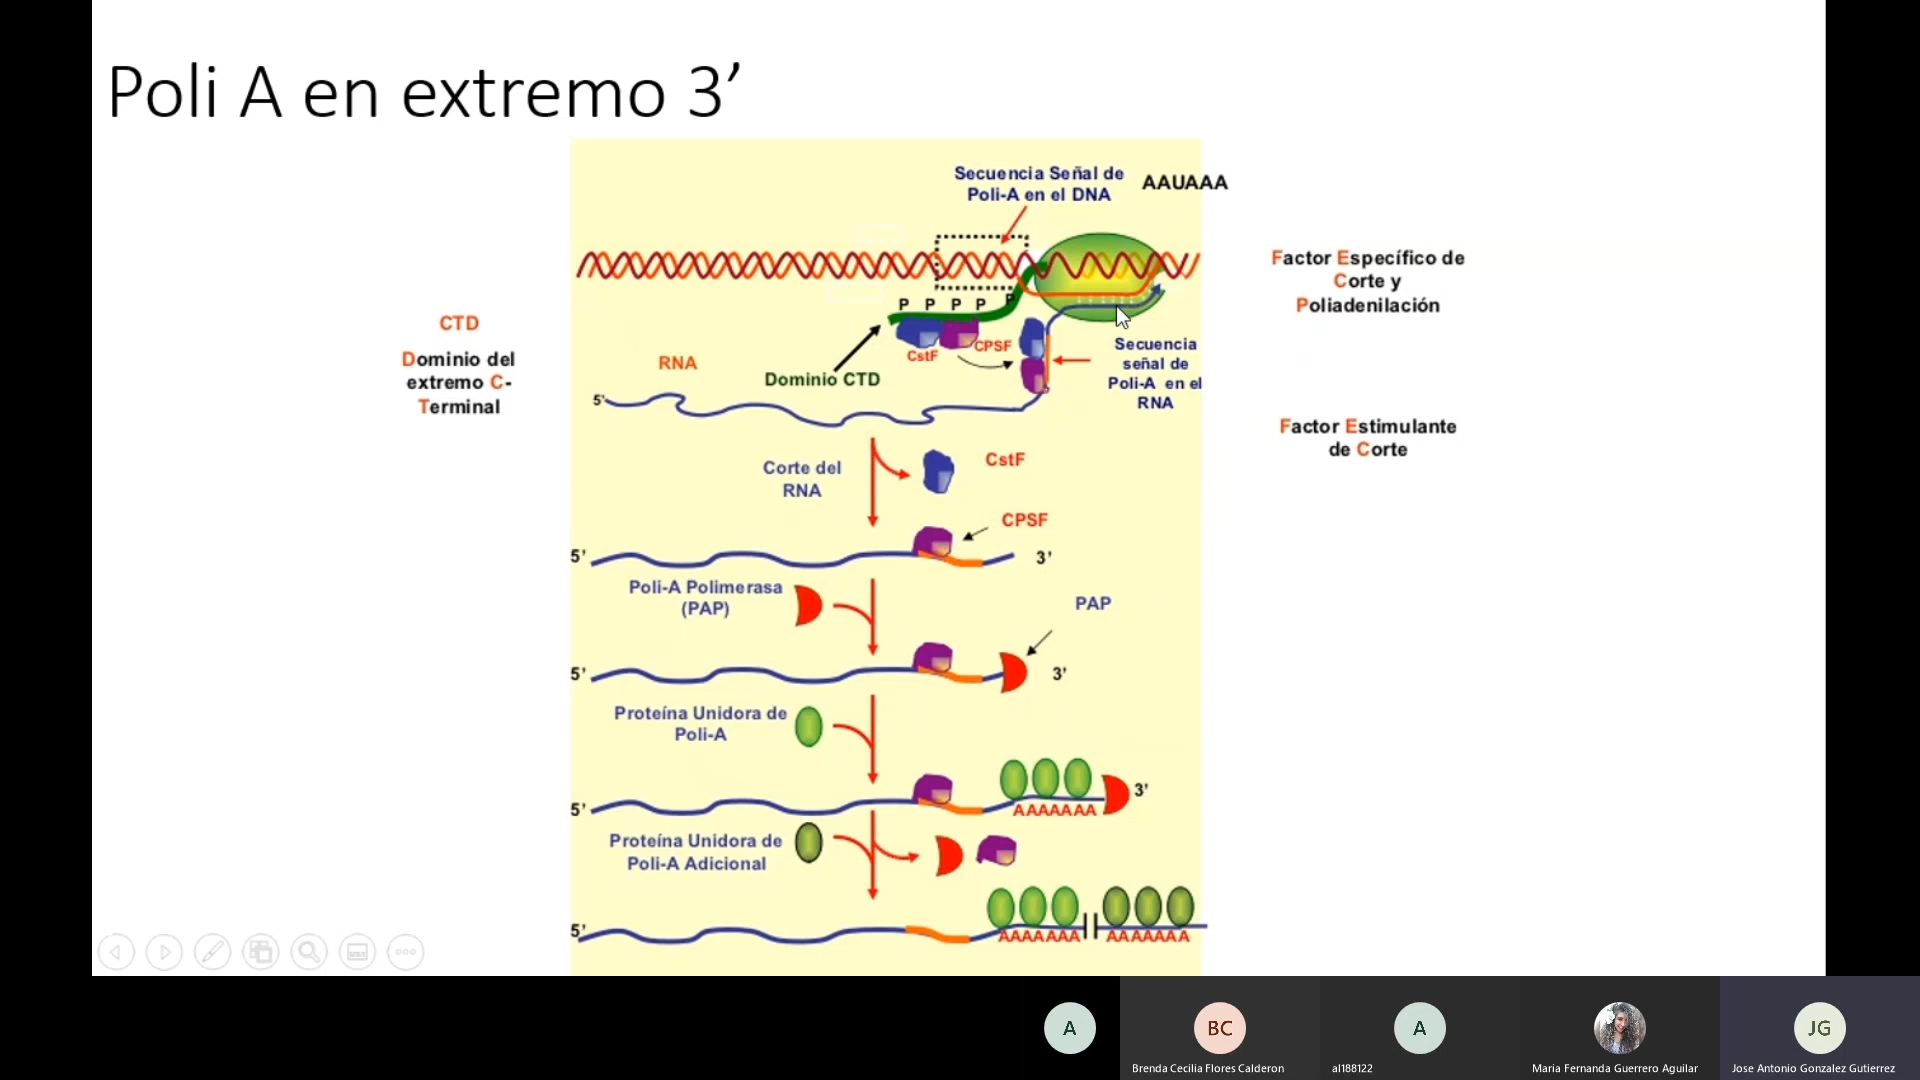 Poli A en extremo 3’
Secuencia Señal de
Poli-A en el DNA
AAUAAA
Factor Específico de
Corte y
Poliadenilación
P P P P P
CTD
Dominio del
extremo C-
Terminal
RNA
CstF
CPSF
Dominio CTD
Secuencia
señal de
Poli-A en el
RNA
5'
Factor Estimulante
de Corte
Corte del
RNA
CstF
CPSF
5' 3'
Poli-A Polimerasa
(PAP)
PAP
5' 3'
Proteína Unidora de
Poli-A
5' AAAAAAA 3'
Proteína Unidora de
Poli-A Adicional
5' AAAAAAA AAAAAAA
A
BC
A
JG
Brenda Cecilia Flores Calderon
al188122
Maria Fernanda Guerrero Aguilar
Jose Antonio Gonzalez Gutierrez